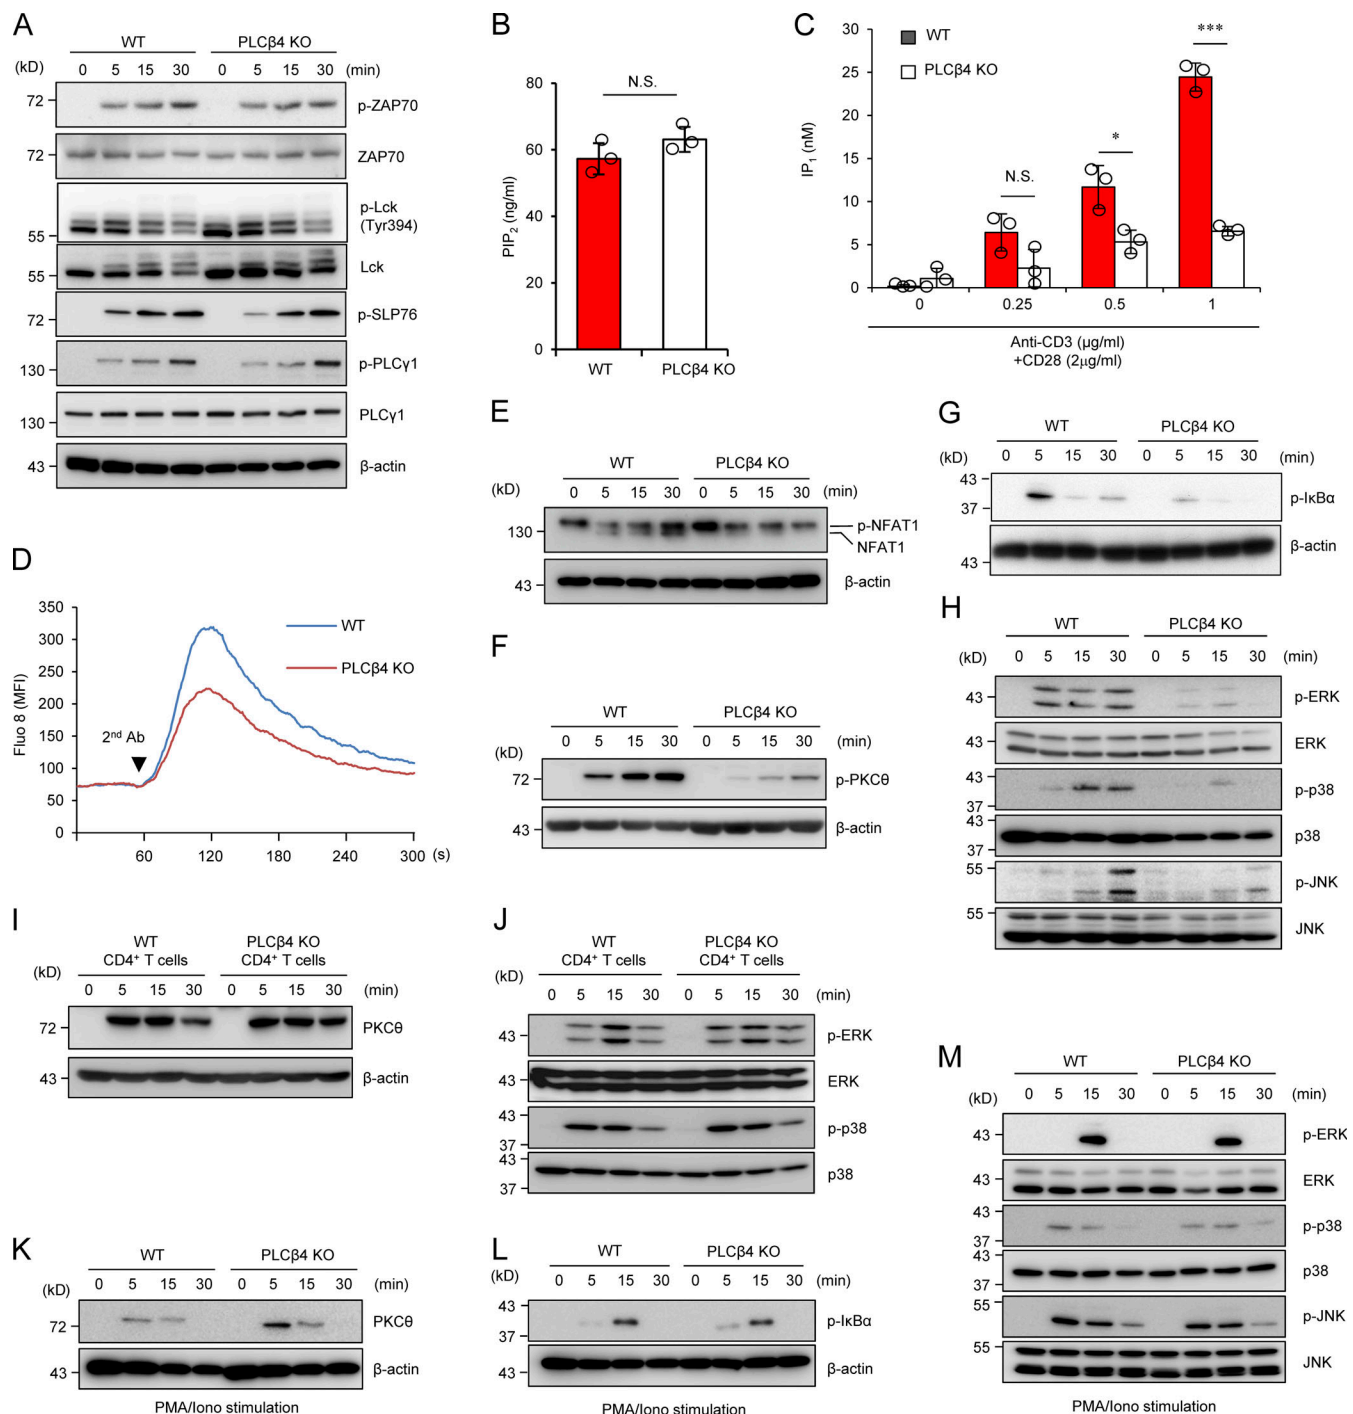 A
WT PLCβ4 KO
(kD) 0 5 15 30 0 5 15 30 (min)
72 p-ZAP70
72 ZAP70
p-Lck
(Tyr394)
55
55 Lck
72 p-SLP76
130 p-PLCγ1
130 PLCγ1
43 β-actin
B
N.S.
PIP2 (ng/ml)
80
60
40
20
0
WT PLCβ4 KO
C
WT
PLCβ4 KO
IP1 (nM)
30
25
20
15
10
5
0
N.S.
*
***
0 0.25 0.5 1
Anti-CD3 (μg/ml)
+CD28 (2μg/ml)
D
Fluo 8 (MFI)
350
300
250
200
150
100
50
0
WT
PLCβ4 KO
2nd Ab
60 120 180 240 300 (s)
E
WT PLCβ4 KO
(kD) 0 5 15 30 0 5 15 30 (min)
130 p-NFAT1
NFAT1
43 β-actin
F
WT PLCβ4 KO
(kD) 0 5 15 30 0 5 15 30 (min)
72 p-PKCθ
43 β-actin
G
WT PLCβ4 KO
(kD) 0 5 15 30 0 5 15 30 (min)
43
37 p-IκBα
43 β-actin
H
WT PLCβ4 KO
(kD) 0 5 15 30 0 5 15 30 (min)
43 p-ERK
43 ERK
43
37 p-p38
43
37 p38
55 p-JNK
55 JNK
I
WT PLCβ4 KO
CD4+ T cells CD4+ T cells
(kD) 0 5 15 30 0 5 15 30 (min)
72 PKCθ
43 β-actin
J
WT PLCβ4 KO
CD4+ T cells CD4+ T cells
(kD) 0 5 15 30 0 5 15 30 (min)
43 p-ERK
43 ERK
43
37 p-p38
43
37 p38
K
WT PLCβ4 KO
(kD) 0 5 15 30 0 5 15 30 (min)
72 PKCθ
43 β-actin
PMA/Iono stimulation
L
WT PLCβ4 KO
(kD) 0 5 15 30 0 5 15 30 (min)
43
37 p-IκBα
43 β-actin
PMA/Iono stimulation
M
WT PLCβ4 KO
(kD) 0 5 15 30 0 5 15 30 (min)
43 p-ERK
43 ERK
43
37 p-p38
43
37 p38
55 p-JNK
55 JNK
PMA/Iono stimulation